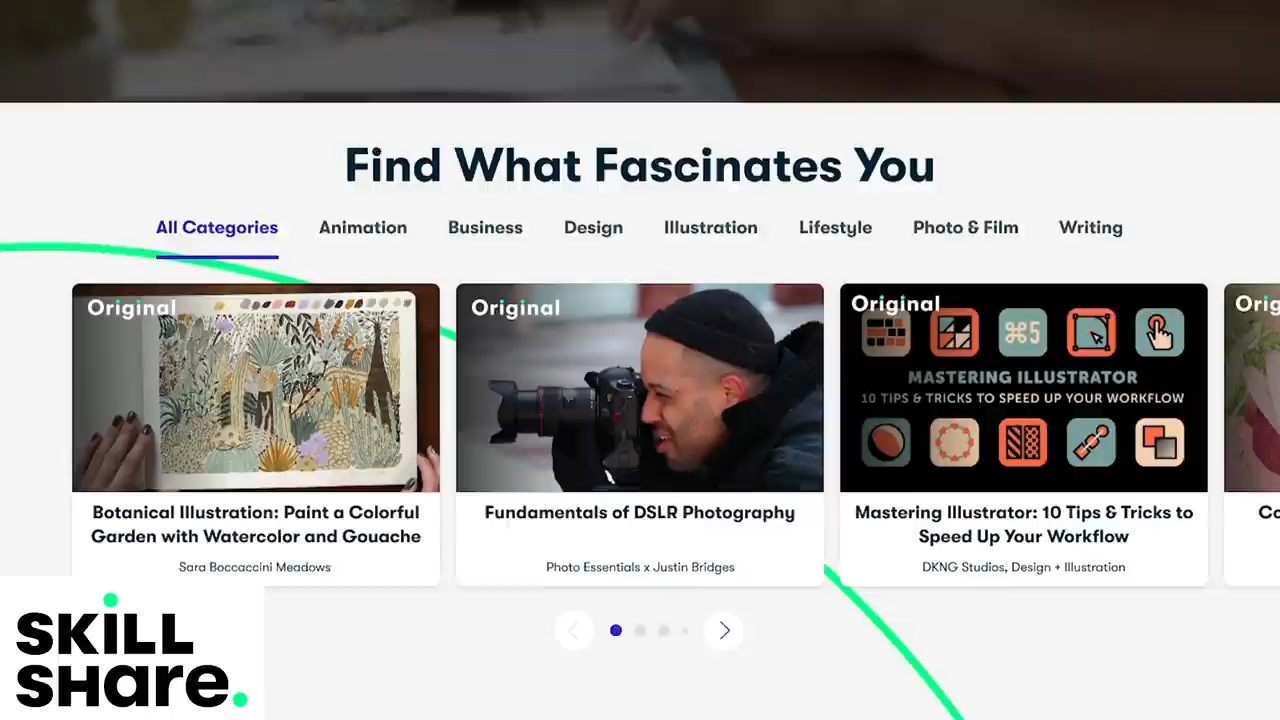 Find What Fascinates You
All Categories Animation Business Design Illustration Lifestyle Photo & Film Writing
Original
Original
Original
Orig
⌘5
MASTERING ILLUSTRATOR
10 TIPS & TRICKS TO SPEED UP YOUR WORKFLOW
Botanical Illustration: Paint a Colorful
Garden with Watercolor and Gouache
Sara Boccaccini Meadows
Fundamentals of DSLR Photography
Photo Essentials x Justin Bridges
Mastering Illustrator: 10 Tips & Tricks to
Speed Up Your Workflow
DKNG Studios, Design + Illustration
Co
SKiLL
SHare.